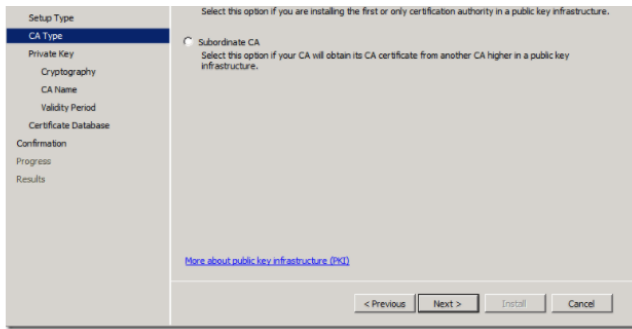 Setup Type
CA Type
Private Key
Cryptography
CA Name
Validity Period
Certificate Database
Confirmation
Progress
Results
Select this option if you are installing the first or only certification authority in a public key infrastructure.
Subordinate CA
Select this option if your CA will obtain its CA certificate from another CA higher in a public key
infrastructure.
More about public key infrastructure (PKI)
< Previous
Next >
Install
Cancel